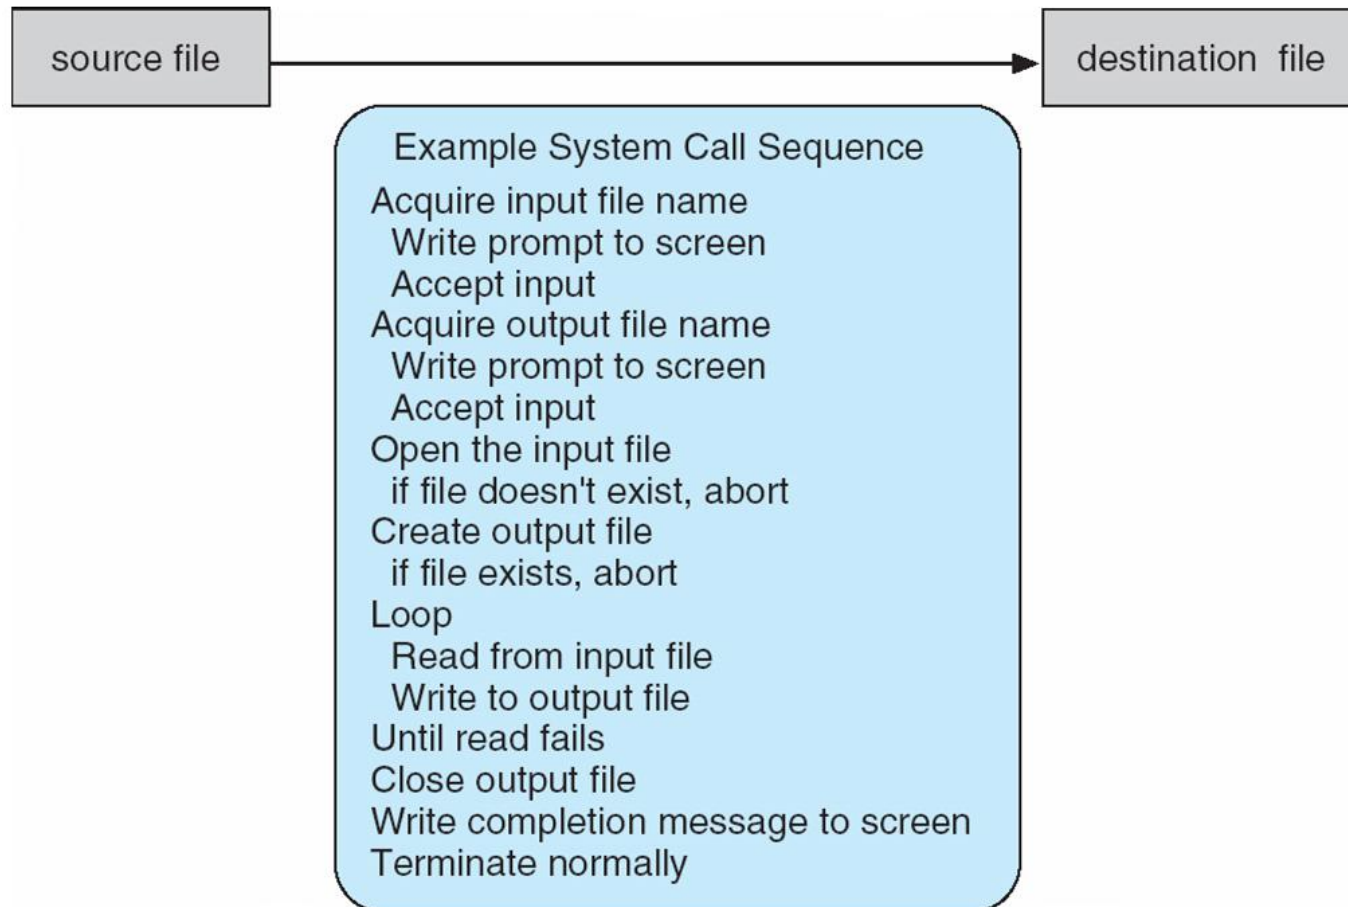 source file
destination file
Example System Call Sequence
Acquire input file name
Write prompt to screen
Accept input
Acquire output file name
Write prompt to screen
Accept input
Open the input file
if file doesn't exist, abort
Create output file
if file exists, abort
Loop
Read from input file
Write to output file
Until read fails
Close output file
Write completion message to screen
Terminate normally